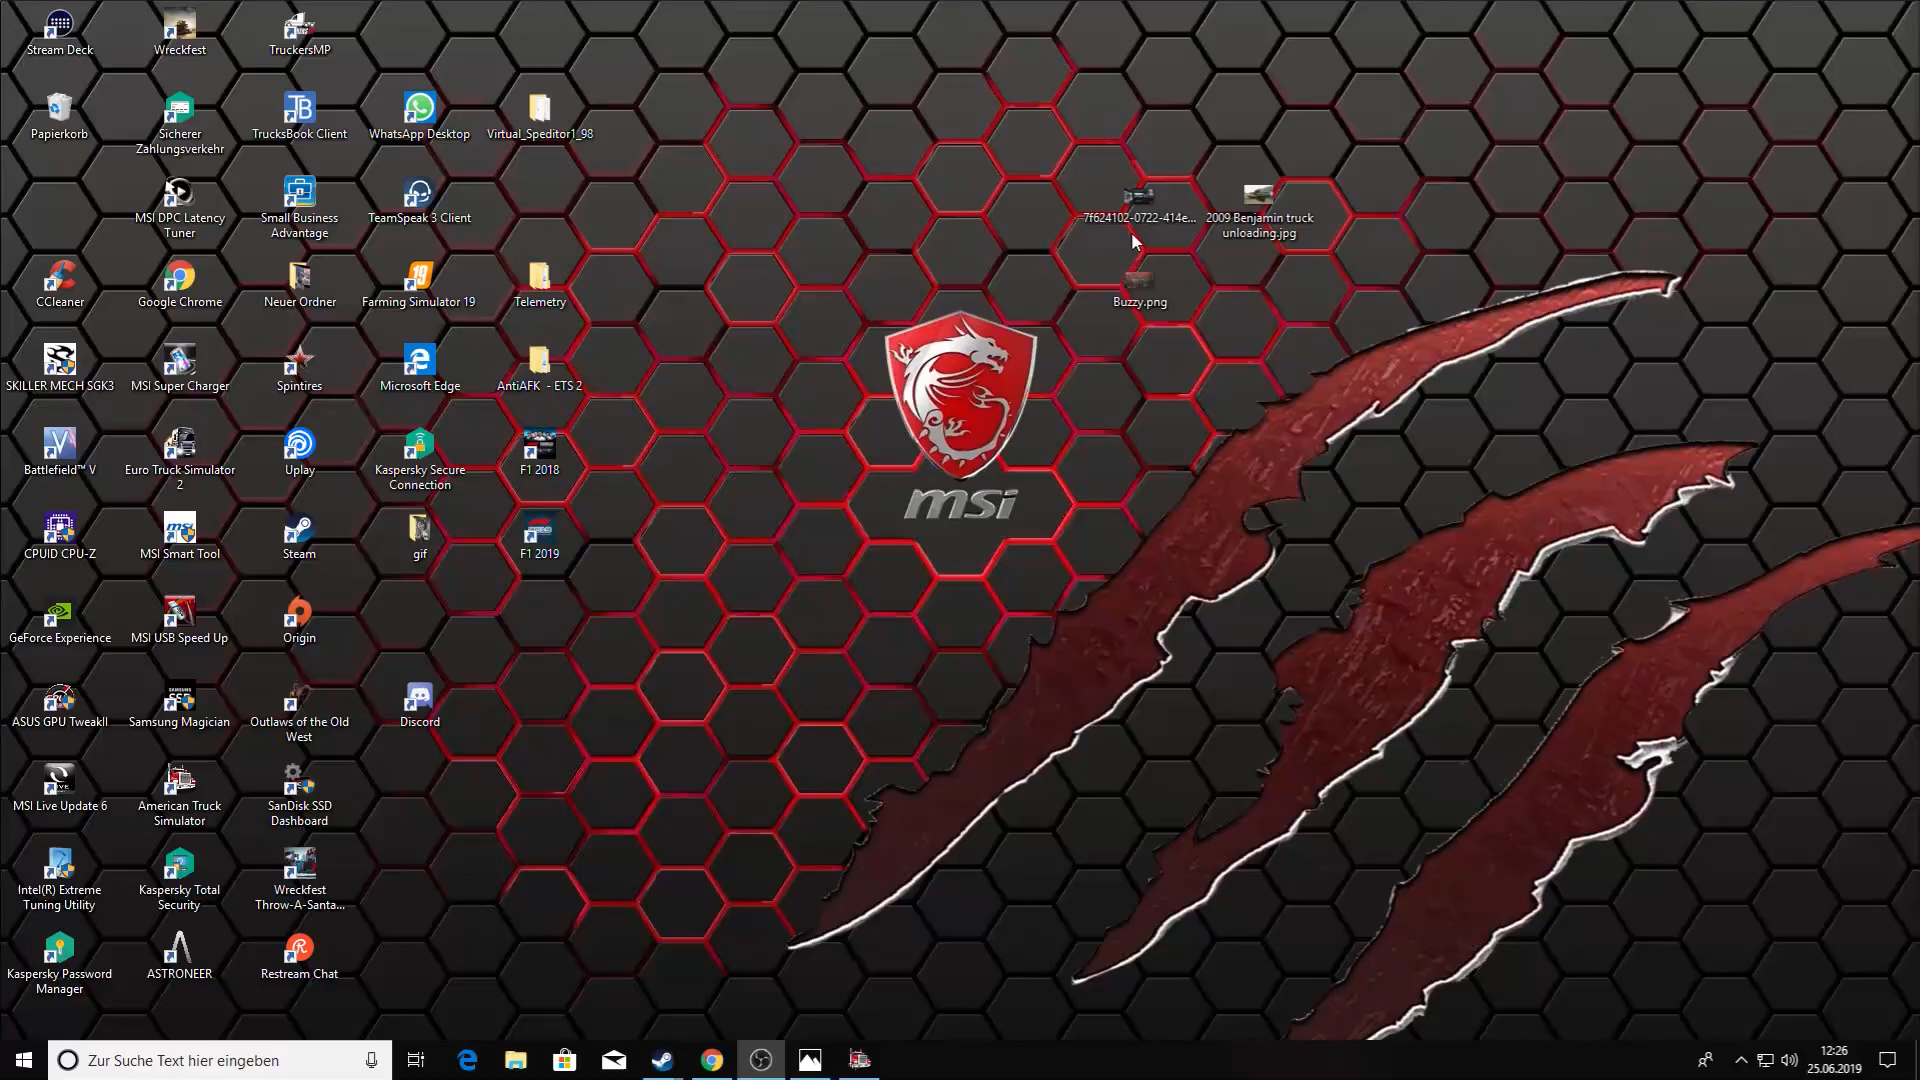 Stream Deck
Wreckfest
TruckersMP
Papierkorb
Sicherer
Zahlungsverkehr
TrucksBook Client
WhatsApp Desktop
Virtual_Speditor1_98
MSI DPC Latency
Tuner
Small Business
Advantage
TeamSpeak 3 Client
7f624102-0722-414e...
2009 Benjamin truck
unloading.jpg
CCleaner
Google Chrome
Neuer Ordner
Farming Simulator 19
Telemetry
Buzzy.png
SKILLER MECH SGK3
MSI Super Charger
Spintires
Microsoft Edge
AntiAFK - ETS 2
Battlefield™ V
Euro Truck Simulator
2
Uplay
Kaspersky Secure
Connection
F1 2018
msi
CPUID CPU-Z
MSI Smart Tool
Steam
gif
F1 2019
GeForce Experience
MSI USB Speed Up
Origin
ASUS GPU TweakII
Samsung Magician
Outlaws of the Old
West
Discord
MSI Live Update 6
American Truck
Simulator
SanDisk SSD
Dashboard
Intel(R) Extreme
Tuning Utility
Kaspersky Total
Security
Wreckfest
Throw-A-Santa...
Kaspersky Password
Manager
ASTRONEER
Restream Chat
Zur Suche Text hier eingeben
12:26
25.06.2019